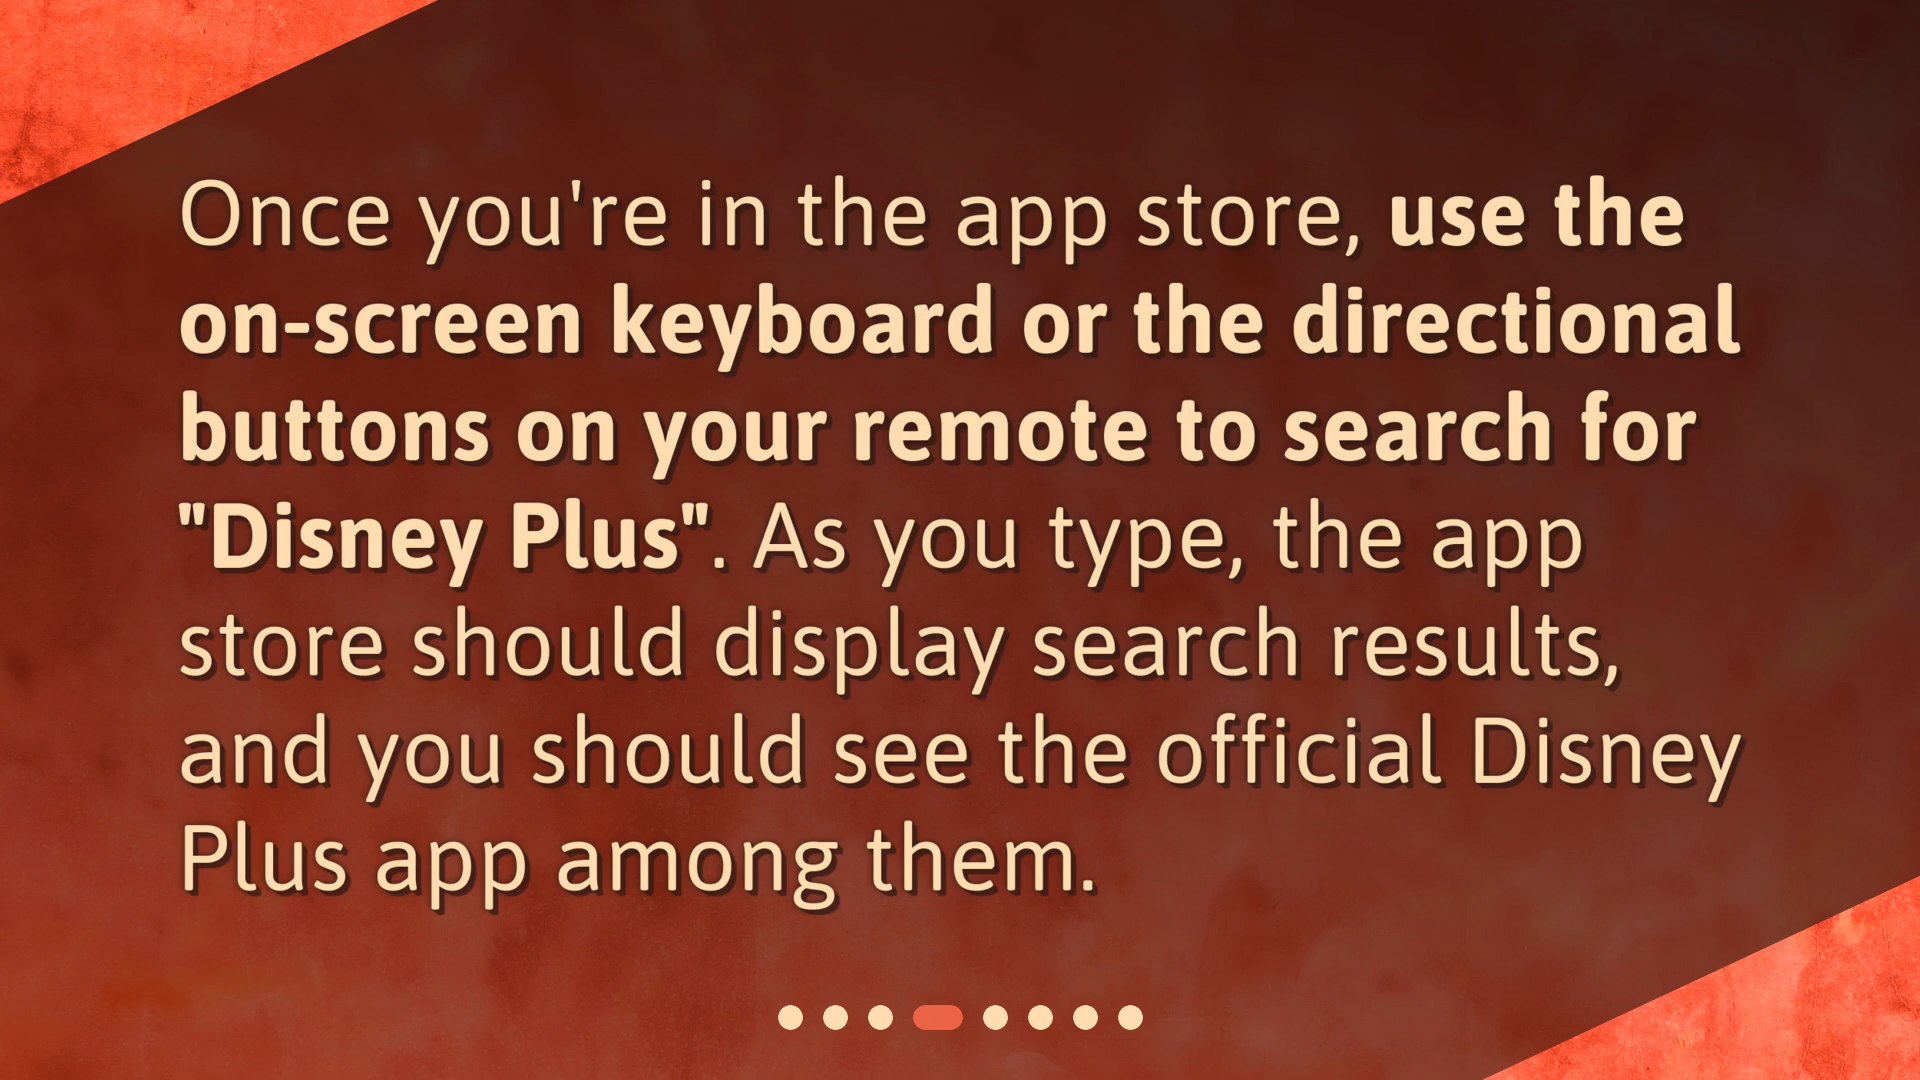 Once you're in the app store, use the
on-screen keyboard or the directional
buttons on your remote to search for
"Disney Plus". As you type, the app
store should display search results,
and you should see the official Disney
Plus app among them.